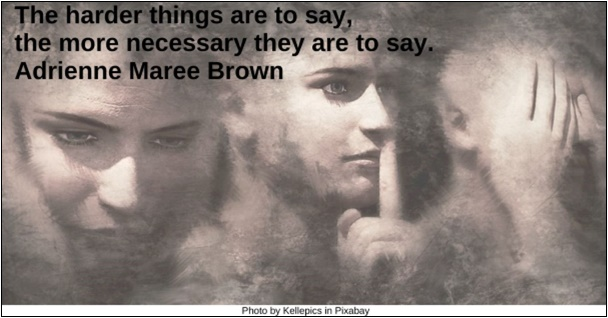 The harder things are to say,
the more necessary they are to say.
Adrienne Maree Brown
Photo by Kellepics in Pixabay